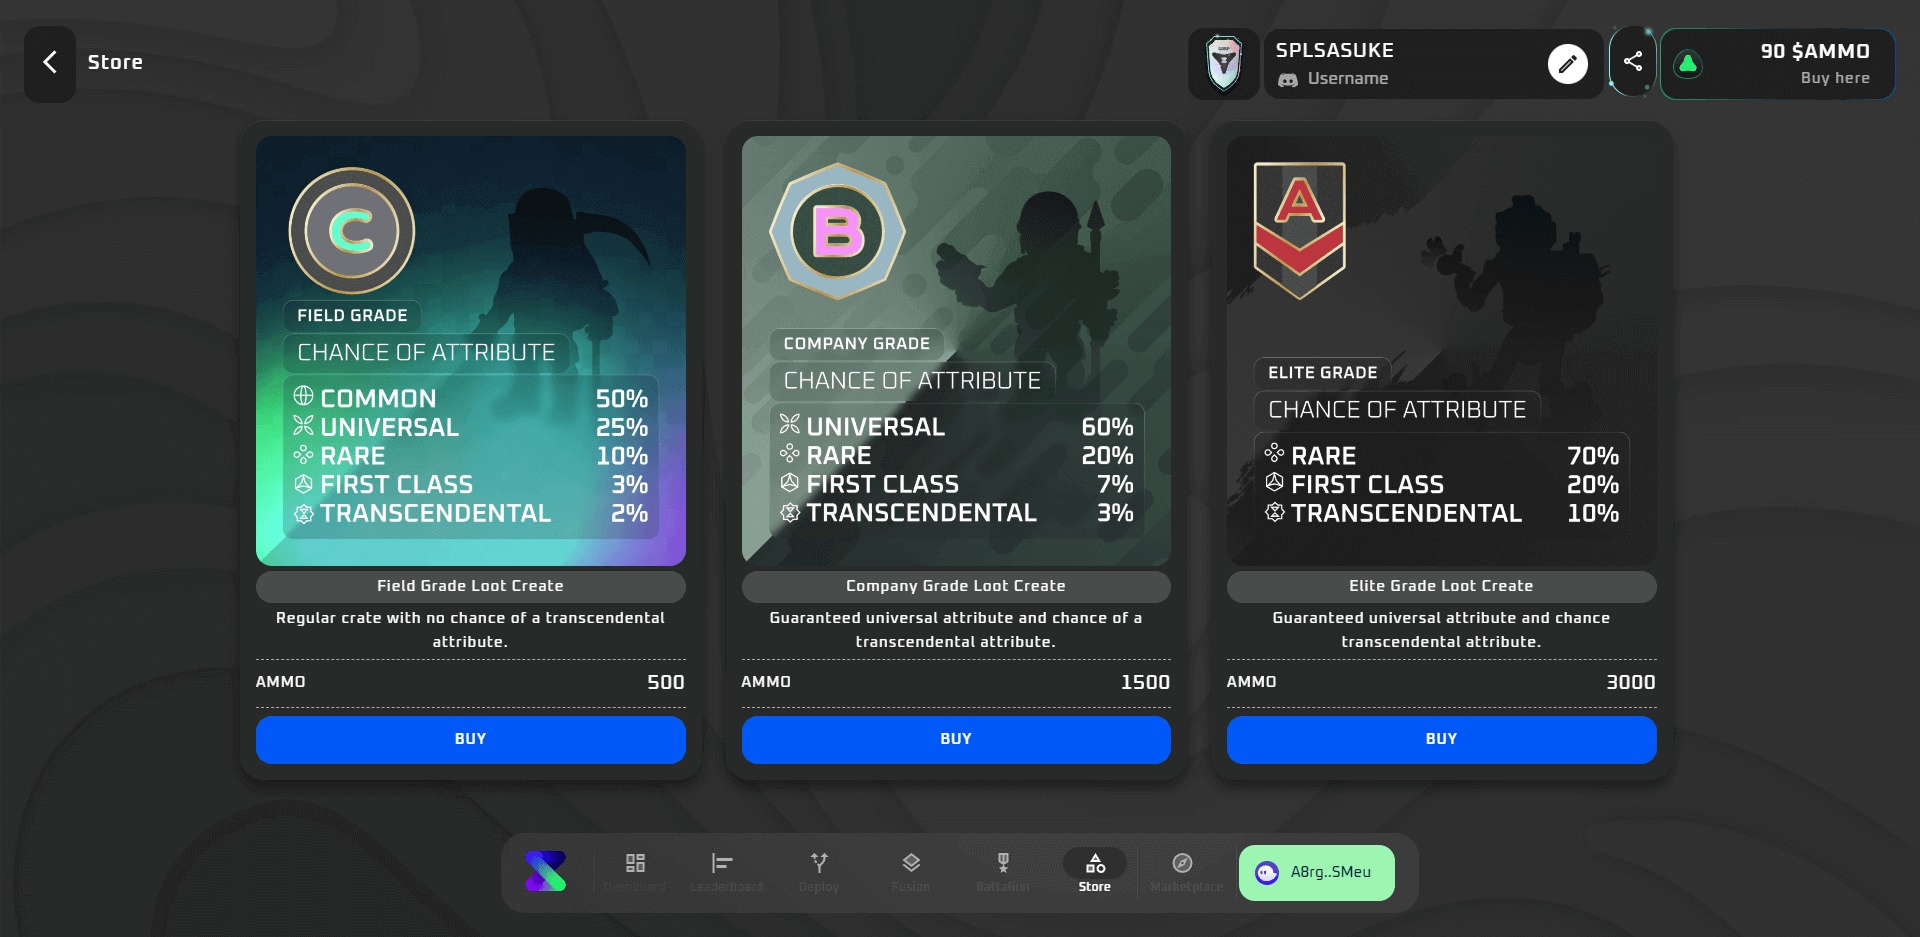 Store
SPLSASUKE
Username
90 $AMMO
Buy here
C
FIELD GRADE
CHANCE OF ATTRIBUTE
COMMON 50%
UNIVERSAL 25%
RARE 10%
FIRST CLASS 3%
TRANSCENDENTAL 2%
Field Grade Loot Create
Regular crate with no chance of a transcendental
attribute.
AMMO 500
BUY
B
COMPANY GRADE
CHANCE OF ATTRIBUTE
UNIVERSAL 60%
RARE 20%
FIRST CLASS 7%
TRANSCENDENTAL 3%
Company Grade Loot Create
Guaranteed universal attribute and chance of a
transcendental attribute.
AMMO 1500
BUY
A
ELITE GRADE
CHANCE OF ATTRIBUTE
RARE 70%
FIRST CLASS 20%
TRANSCENDENTAL 10%
Elite Grade Loot Create
Guaranteed universal attribute and chance
transcendental attribute.
AMMO 3000
BUY
Dashboard
Leaderboard
Deploy
Fusion
Battalion
Store
Marketplace
A8rg..SMeu